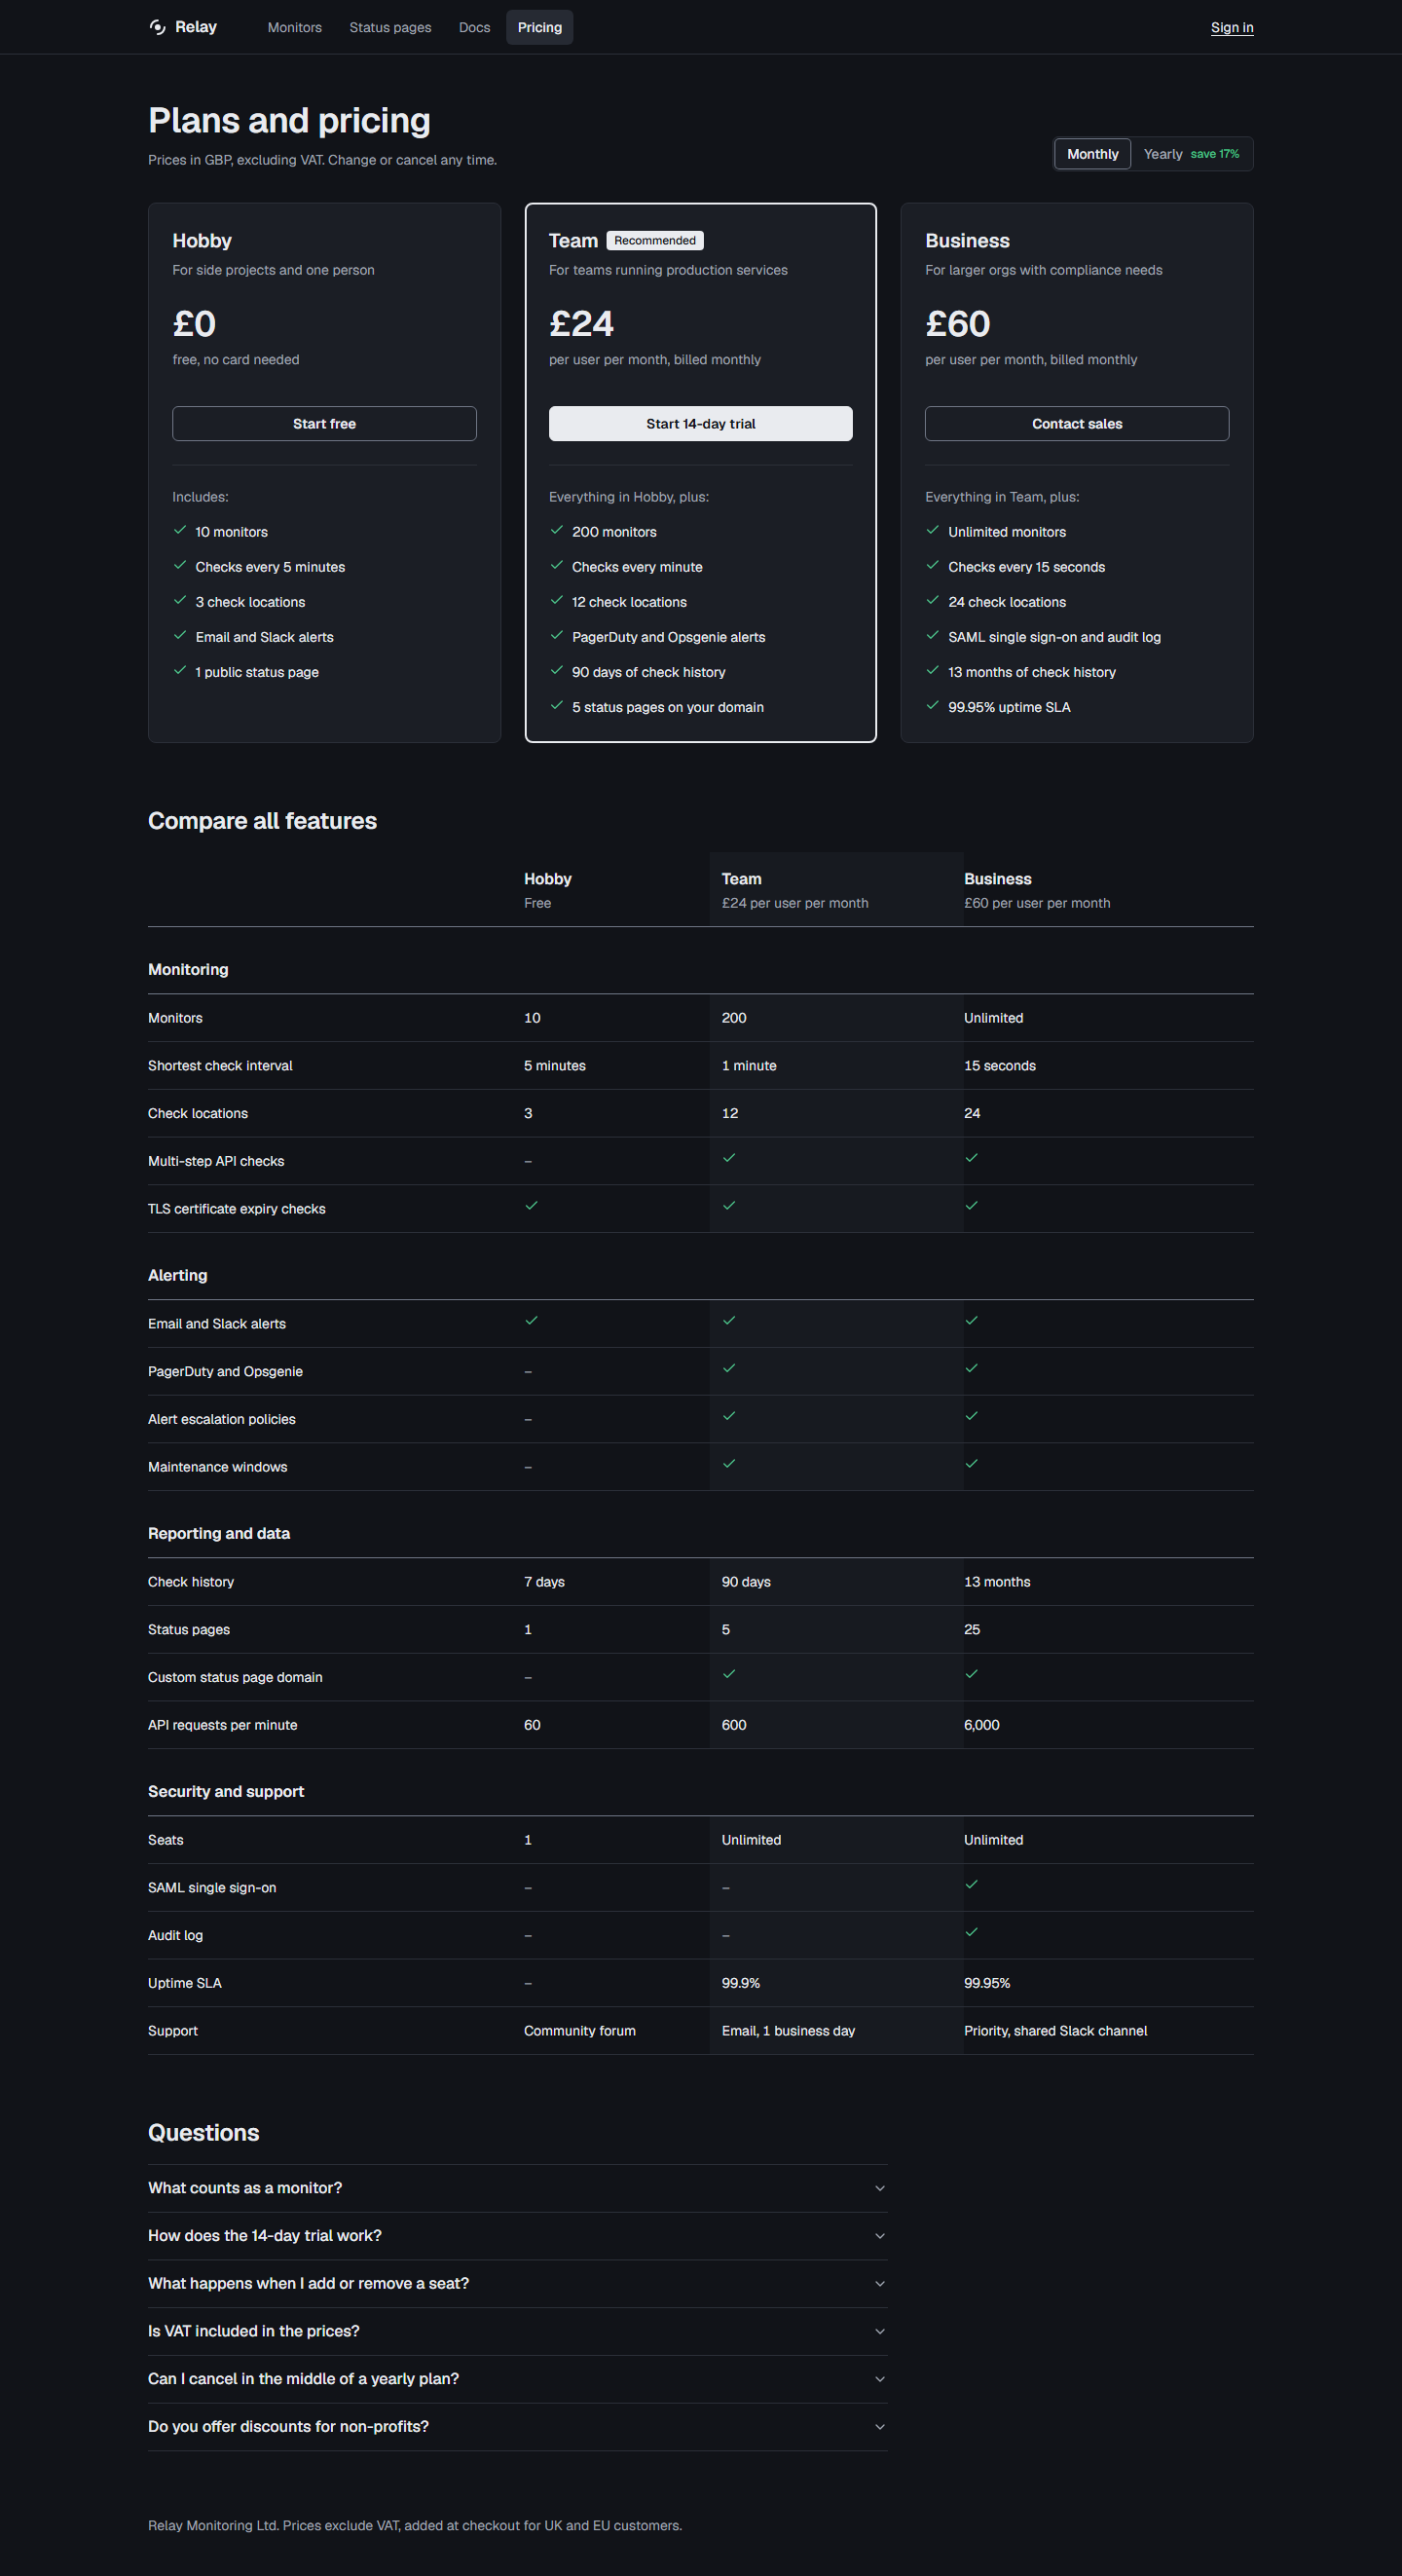 Relay Monitors Status pages Docs Pricing Sign in
Plans and pricing
Prices in GBP, excluding VAT. Change or cancel any time.
Monthly Yearly save 17%
Hobby
For side projects and one person
£0
free, no card needed
Start free
Includes:
10 monitors
Checks every 5 minutes
3 check locations
Email and Slack alerts
1 public status page
Team Recommended
For teams running production services
£24
per user per month, billed monthly
Start 14-day trial
Everything in Hobby, plus:
200 monitors
Checks every minute
12 check locations
PagerDuty and Opsgenie alerts
90 days of check history
5 status pages on your domain
Business
For larger orgs with compliance needs
£60
per user per month, billed monthly
Contact sales
Everything in Team, plus:
Unlimited monitors
Checks every 15 seconds
24 check locations
SAML single sign-on and audit log
13 months of check history
99.95% uptime SLA
Compare all features
Hobby Team Business
Free £24 per user per month £60 per user per month
Monitoring
Monitors 10 200 Unlimited
Shortest check interval 5 minutes 1 minute 15 seconds
Check locations 3 12 24
Multi-step API checks –
TLS certificate expiry checks
Alerting
Email and Slack alerts
PagerDuty and Opsgenie –
Alert escalation policies –
Maintenance windows –
Reporting and data
Check history 7 days 90 days 13 months
Status pages 1 5 25
Custom status page domain –
API requests per minute 60 600 6,000
Security and support
Seats 1 Unlimited Unlimited
SAML single sign-on – –
Audit log – –
Uptime SLA – 99.9% 99.95%
Support Community forum Email, 1 business day Priority, shared Slack channel
Questions
What counts as a monitor?
How does the 14-day trial work?
What happens when I add or remove a seat?
Is VAT included in the prices?
Can I cancel in the middle of a yearly plan?
Do you offer discounts for non-profits?
Relay Monitoring Ltd. Prices exclude VAT, added at checkout for UK and EU customers.